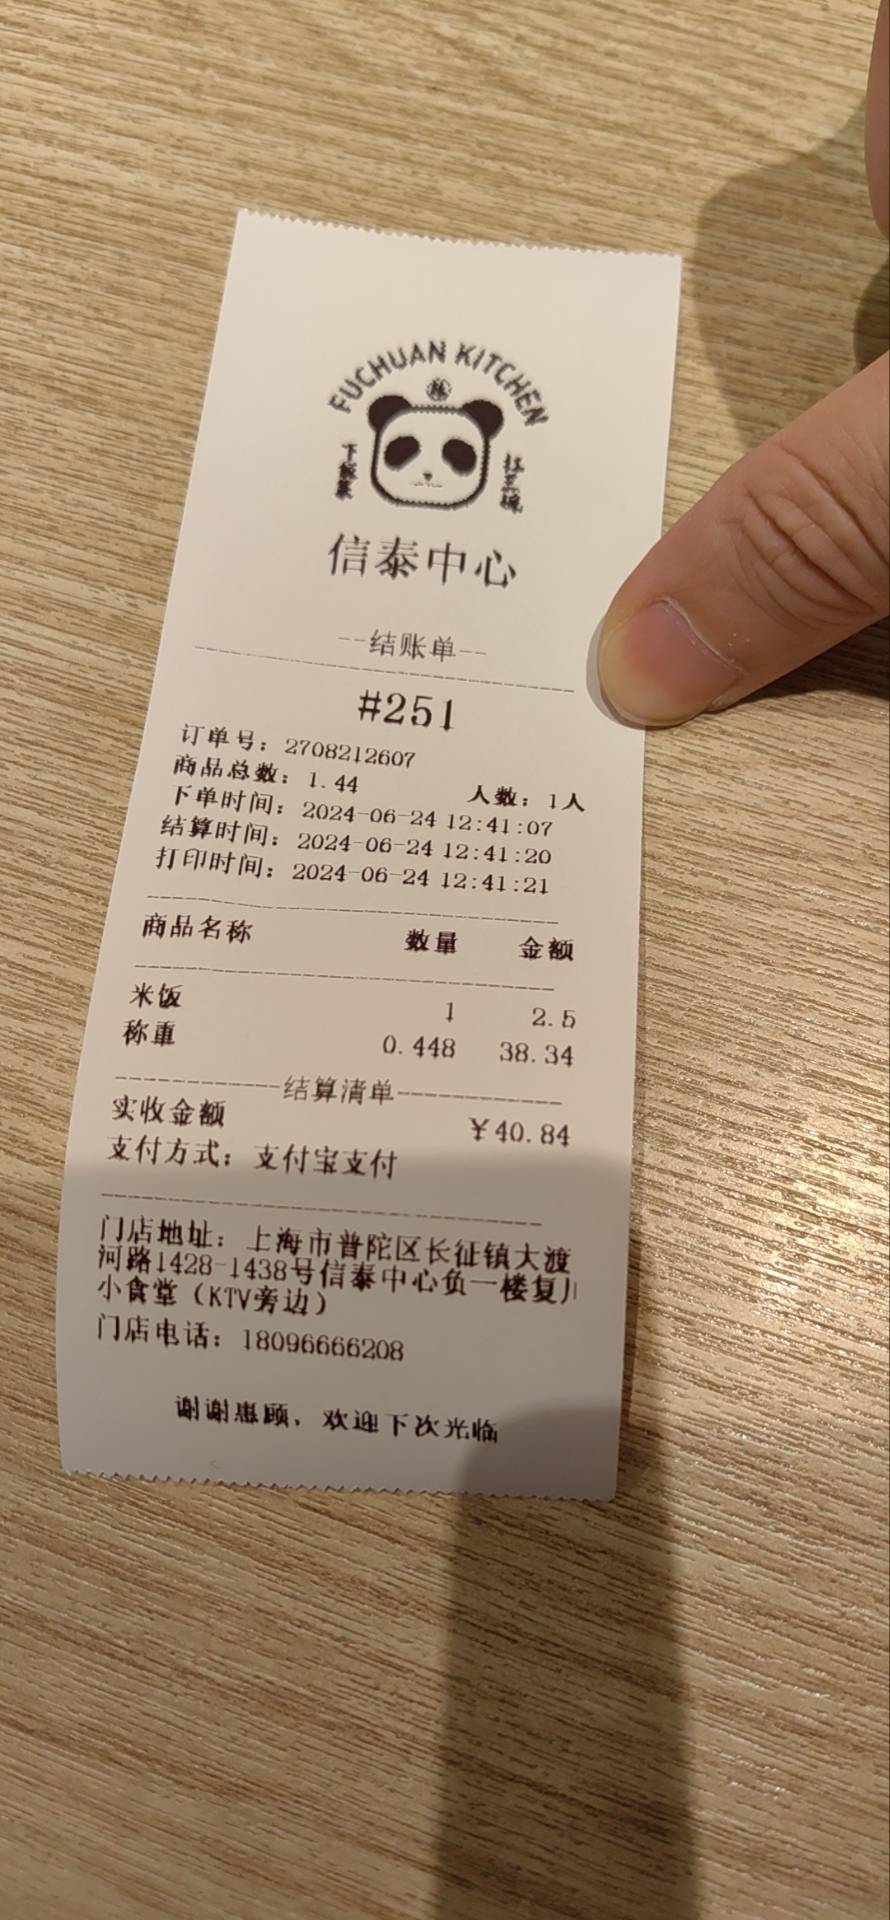 FUCHUAN KITCHEN
下饭菜
扛三碗
信泰中心
--结账单--
#251
订单号：2708212607
商品总数：1.44 人数：1人
下单时间：2024-06-24 12:41:07
结算时间：2024-06-24 12:41:20
打印时间：2024-06-24 12:41:21
商品名称 数量 金额
米饭 1 2.5
称重 0.448 38.34
结算清单
实收金额 ￥40.84
支付方式：支付宝支付
门店地址：上海市普陀区长征镇大渡
河路1428-1438号信泰中心负一楼复川
小食堂（KTV旁边）
门店电话：18096666208
谢谢惠顾，欢迎下次光临